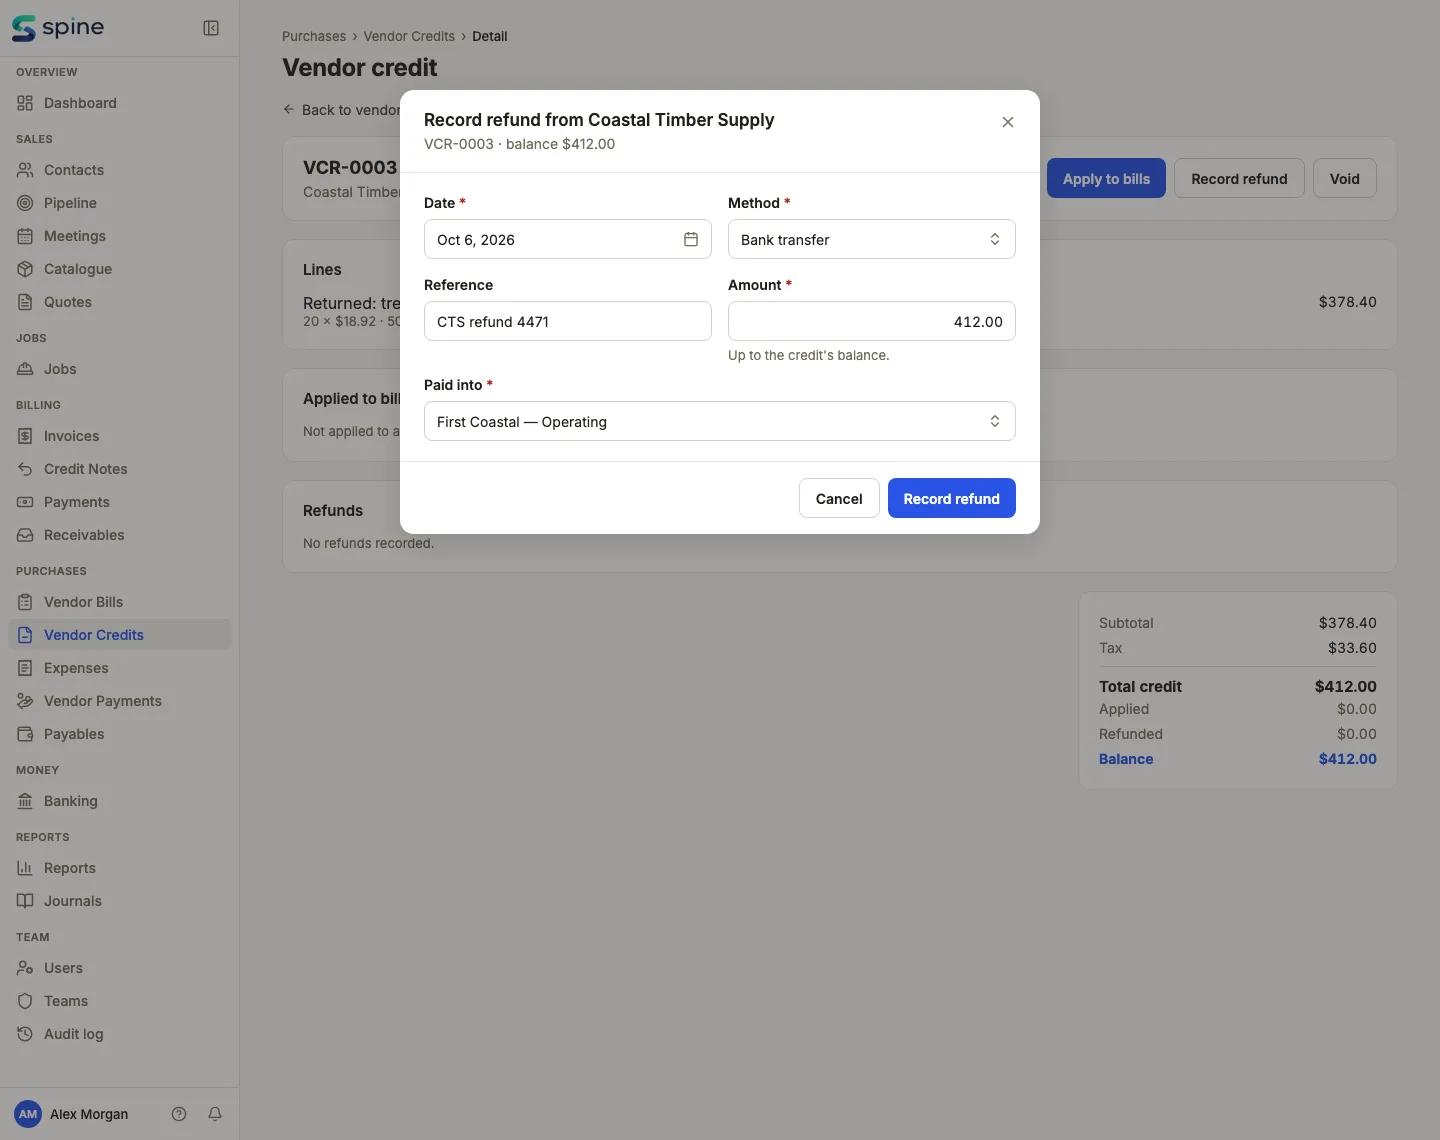 spine
OVERVIEW
Dashboard
SALES
Contacts
Pipeline
Meetings
Catalogue
Quotes
JOBS
Jobs
BILLING
Invoices
Credit Notes
Payments
Receivables
PURCHASES
Vendor Bills
Vendor Credits
Expenses
Vendor Payments
Payables
MONEY
Banking
REPORTS
Reports
Journals
TEAM
Users
Teams
Audit log
AM Alex Morgan
Purchases › Vendor Credits › Detail
Vendor credit
Back to vendor
VCR-0003
Coastal Timber
Apply to bills
Record refund
Void
Lines
Returned:
20 × $18.92
$378.40
Applied to
Not applied to
Refunds
No refunds recorded.
Subtotal $378.40
Tax $33.60
Total credit $412.00
Applied $0.00
Refunded $0.00
Balance $412.00
Record refund from Coastal Timber Supply
VCR-0003 · balance $412.00
Date * Method *
Oct 6, 2026 Bank transfer
Reference Amount *
CTS refund 4471 412.00
Up to the credit's balance.
Paid into *
First Coastal — Operating
Cancel Record refund